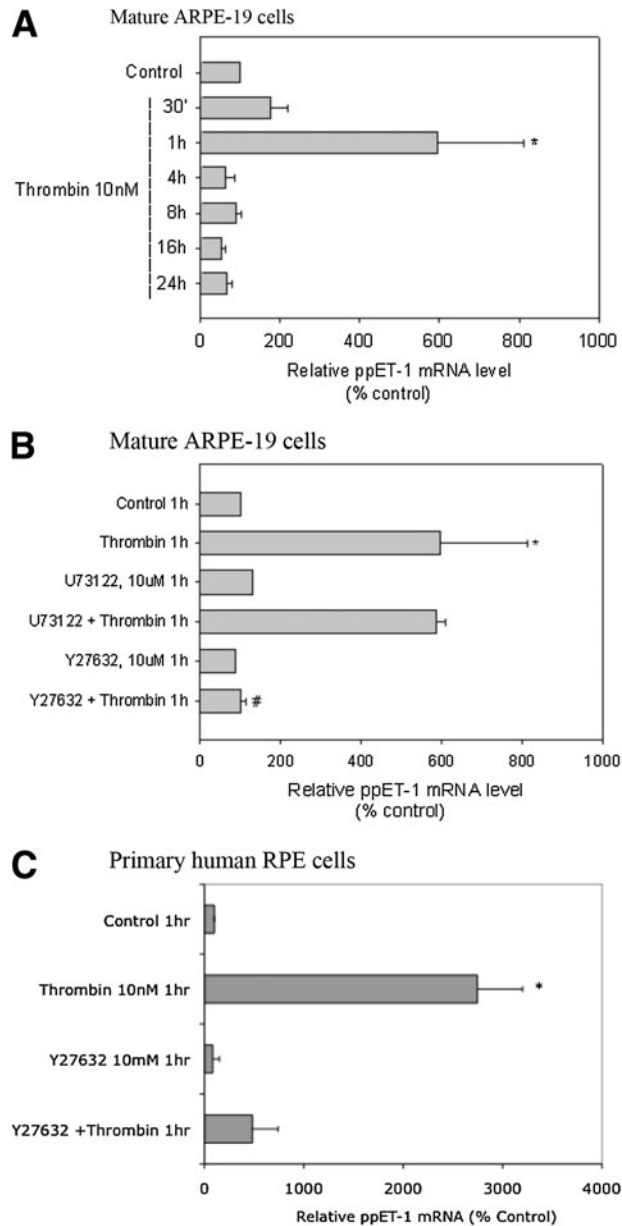 A Mature ARPE-19 cells
Control
30'
1h *
4h
Thrombin 10nM
8h
16h
24h
0 200 400 600 800 1000
Relative ppET-1 mRNA level
(% control)
B Mature ARPE-19 cells
Control 1h
Thrombin 1h *
U73122, 10uM 1h
U73122 + Thrombin 1h
Y27632, 10uM 1h
Y27632 + Thrombin 1h #
0 200 400 600 800 1000
Relative ppET-1 mRNA level
(% control)
C Primary human RPE cells
Control 1hr
Thrombin 10nM 1hr *
Y27632 10mM 1hr
Y27632 +Thrombin 1hr
0 1000 2000 3000 4000
Relative ppET-1 mRNA (% Control)